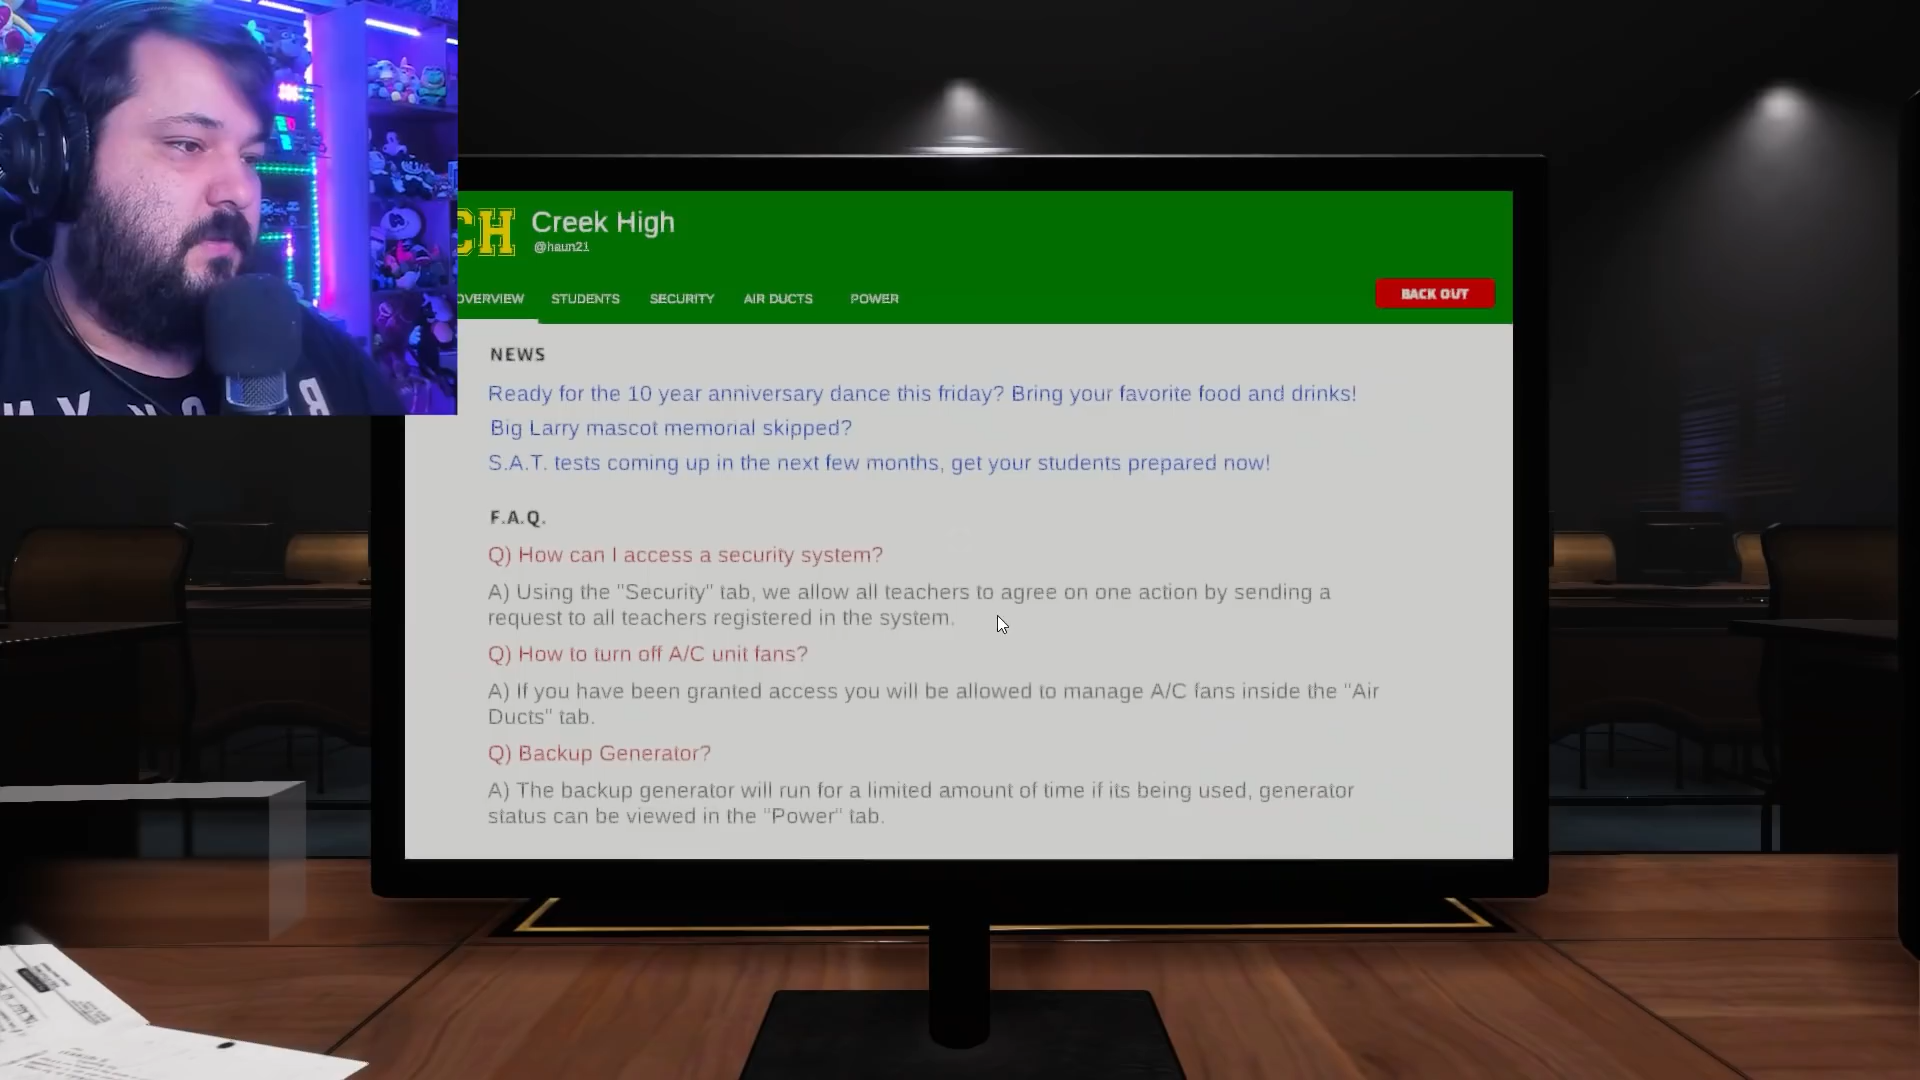 CH
Creek High
@haun21
OVERVIEW STUDENTS SECURITY AIR DUCTS POWER
BACK OUT
NEWS
Ready for the 10 year anniversary dance this friday? Bring your favorite food and drinks!
Big Larry mascot memorial skipped?
S.A.T. tests coming up in the next few months, get your students prepared now!
F.A.Q.
Q) How can I access a security system?
A) Using the "Security" tab, we allow all teachers to agree on one action by sending a
request to all teachers registered in the system.
Q) How to turn off A/C unit fans?
A) If you have been granted access you will be allowed to manage A/C fans inside the "Air
Ducts" tab.
Q) Backup Generator?
A) The backup generator will run for a limited amount of time if its being used, generator
status can be viewed in the "Power" tab.